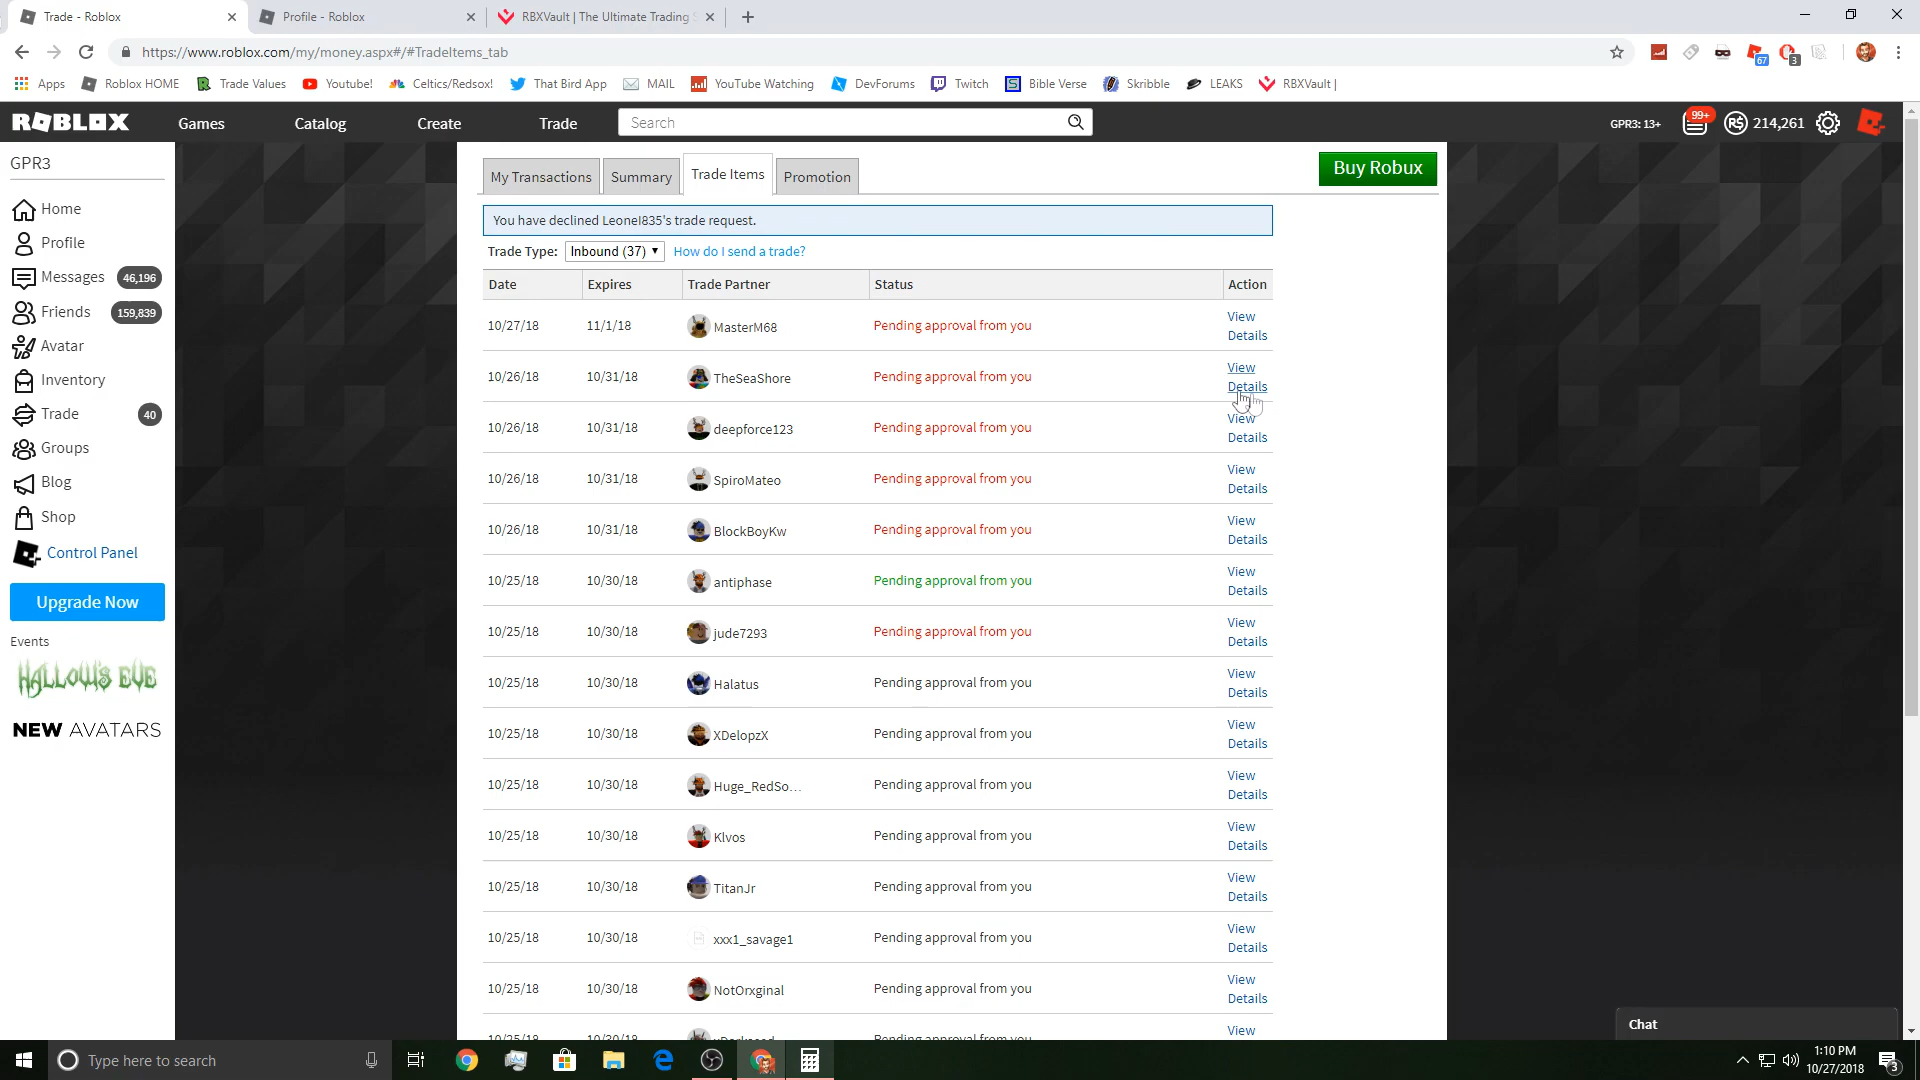 Trade - Roblox
Profile - Roblox
RBXVault | The Ultimate Trading
https://www.roblox.com/my/money.aspx#/#TradeItems_tab
67
3
Apps Roblox HOME Trade Values Youtube! Celtics/Redsox! That Bird App MAIL YouTube Watching DevForums Twitch Bible Verse Skribble LEAKS RBXVault |
ROBLOX Games Catalog Create Trade Search GPR3: 13+ 99+ R$ 214,261
GPR3
Home
Profile
Messages 46,196
Friends 159,839
Avatar
Inventory
Trade 40
Groups
Blog
Shop
Control Panel
Upgrade Now
Events
HALLOW'S EVE
NEW AVATARS
My Transactions Summary Trade Items Promotion
Buy Robux
You have declined Leonel835's trade request.
Trade Type: Inbound (37) How do I send a trade?
Date Expires Trade Partner Status Action
10/27/18 11/1/18 MasterM68 Pending approval from you View Details
10/26/18 10/31/18 TheSeaShore Pending approval from you View Details
10/26/18 10/31/18 deepforce123 Pending approval from you View Details
10/26/18 10/31/18 SpiroMateo Pending approval from you View Details
10/26/18 10/31/18 BlockBoyKw Pending approval from you View Details
10/25/18 10/30/18 antiphase Pending approval from you View Details
10/25/18 10/30/18 jude7293 Pending approval from you View Details
10/25/18 10/30/18 Halatus Pending approval from you View Details
10/25/18 10/30/18 XDelopzX Pending approval from you View Details
10/25/18 10/30/18 Huge_RedSo... Pending approval from you View Details
10/25/18 10/30/18 Klvos Pending approval from you View Details
10/25/18 10/30/18 TitanJr Pending approval from you View Details
10/25/18 10/30/18 xxx1_savage1 Pending approval from you View Details
10/25/18 10/30/18 NotOrxginal Pending approval from you View Details
10/25/18 10/30/18 View
Chat
Type here to search
1:10 PM
10/27/2018
3